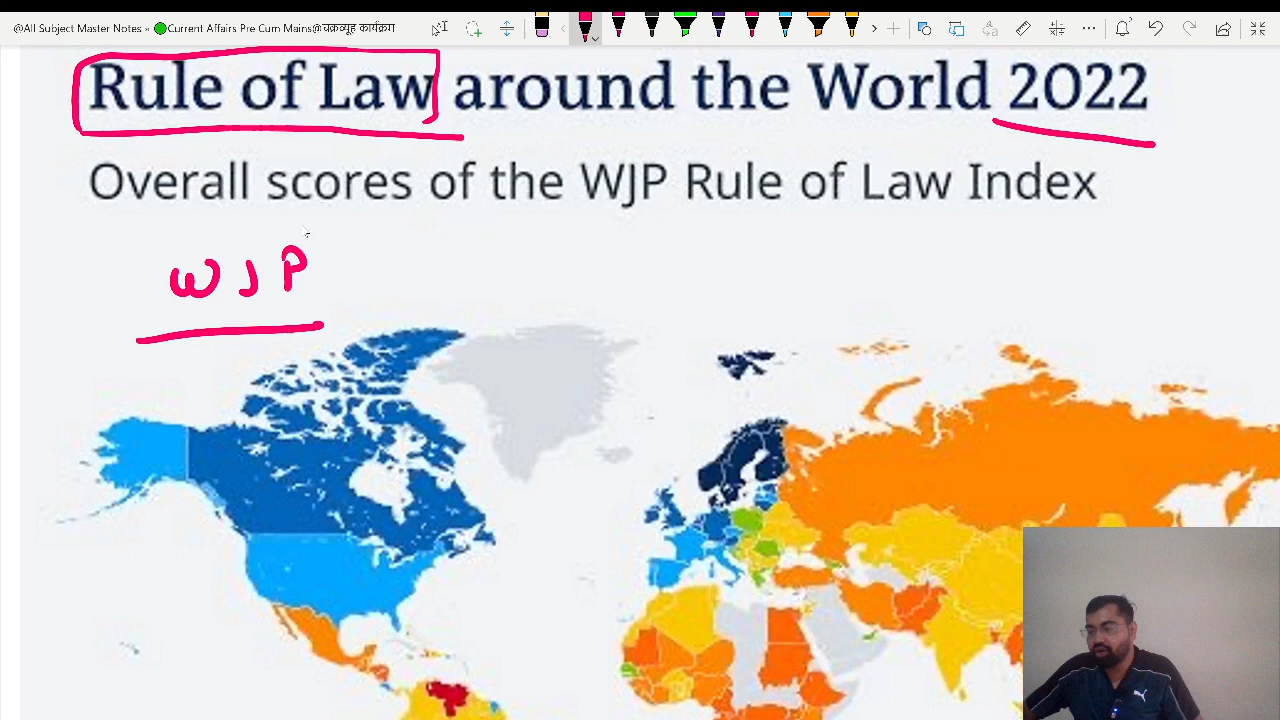 All Subject Master Notes » 🟢Current Affairs Pre Cum Mains@चक्रव्यूह कार्यक्रम
Rule of Law around the World 2022
Overall scores of the WJP Rule of Law Index
WJP